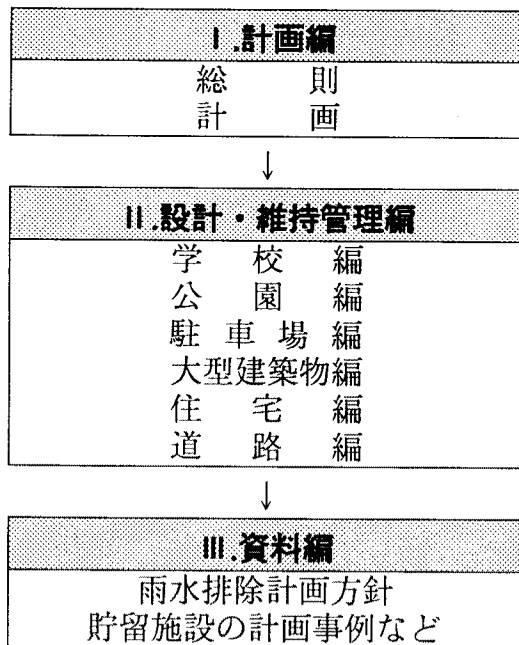 I.計画編
総則
計画
↓
II.設計・維持管理編
学校編
公園編
駐車場編
大型建築物編
住宅編
道路編
↓
III.資料編
雨水排除計画方針
貯留施設の計画事例など